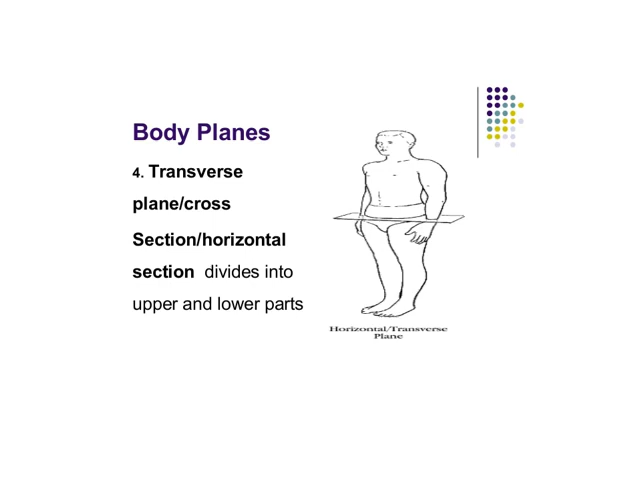 Body Planes
4. Transverse
plane/cross
Section/horizontal
section divides into
upper and lower parts
Horizontal/Transverse
Plane